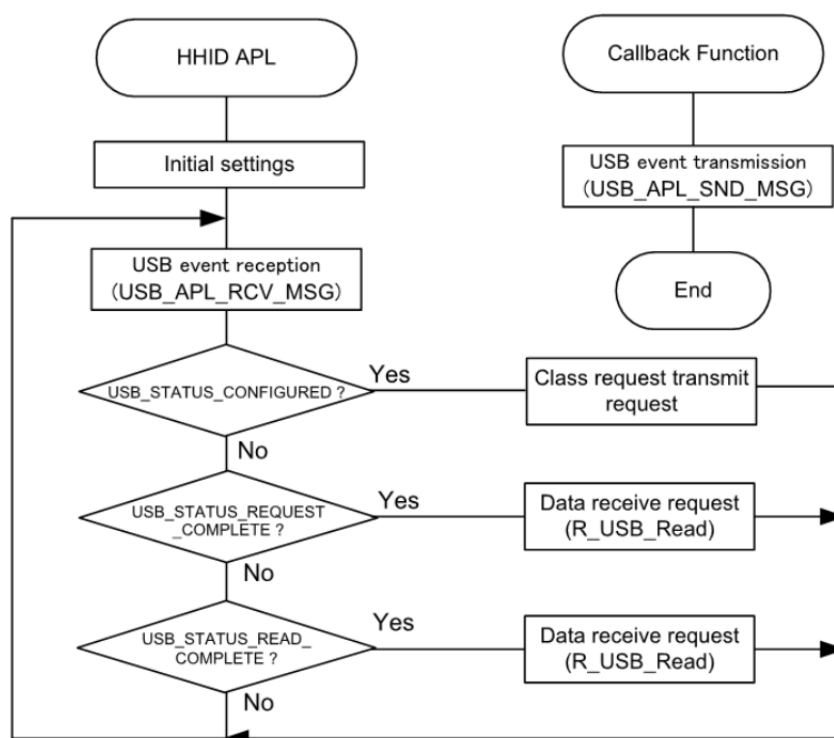 HHID APL
Callback Function
Initial settings
USB event transmission
(USB_APL_SND_MSG)
USB event reception
(USB_APL_RCV_MSG)
End
USB_STATUS_CONFIGURED ?
Yes
Class request transmit
request
No
USB_STATUS_REQUEST
_COMPLETE ?
Yes
Data receive request
(R_USB_Read)
No
USB_STATUS_READ_
COMPLETE ?
Yes
Data receive request
(R_USB_Read)
No